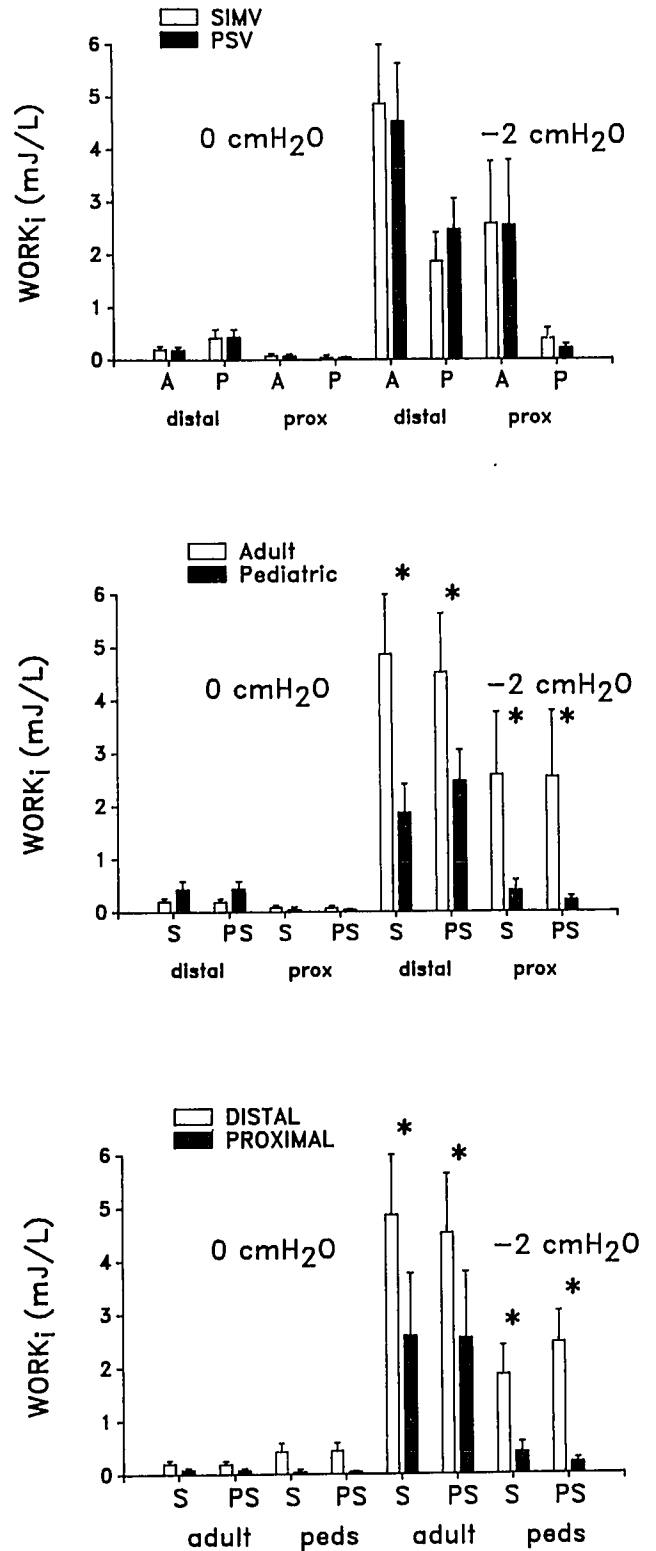 SIMV
PSV
6
5
4
3
2
1
0
WORKi (mJ/L)
0 cmH2O
−2 cmH2O
A P A P A P A P
distal prox distal prox
Adult
Pediatric
6
5
4
3
2
1
0
WORKi (mJ/L)
0 cmH2O
−2 cmH2O
* * * *
S PS S PS S PS S PS
distal prox distal prox
DISTAL
PROXIMAL
6
5
4
3
2
1
0
WORKi (mJ/L)
0 cmH2O
−2 cmH2O
* * * *
S PS S PS S PS S PS
adult peds adult peds